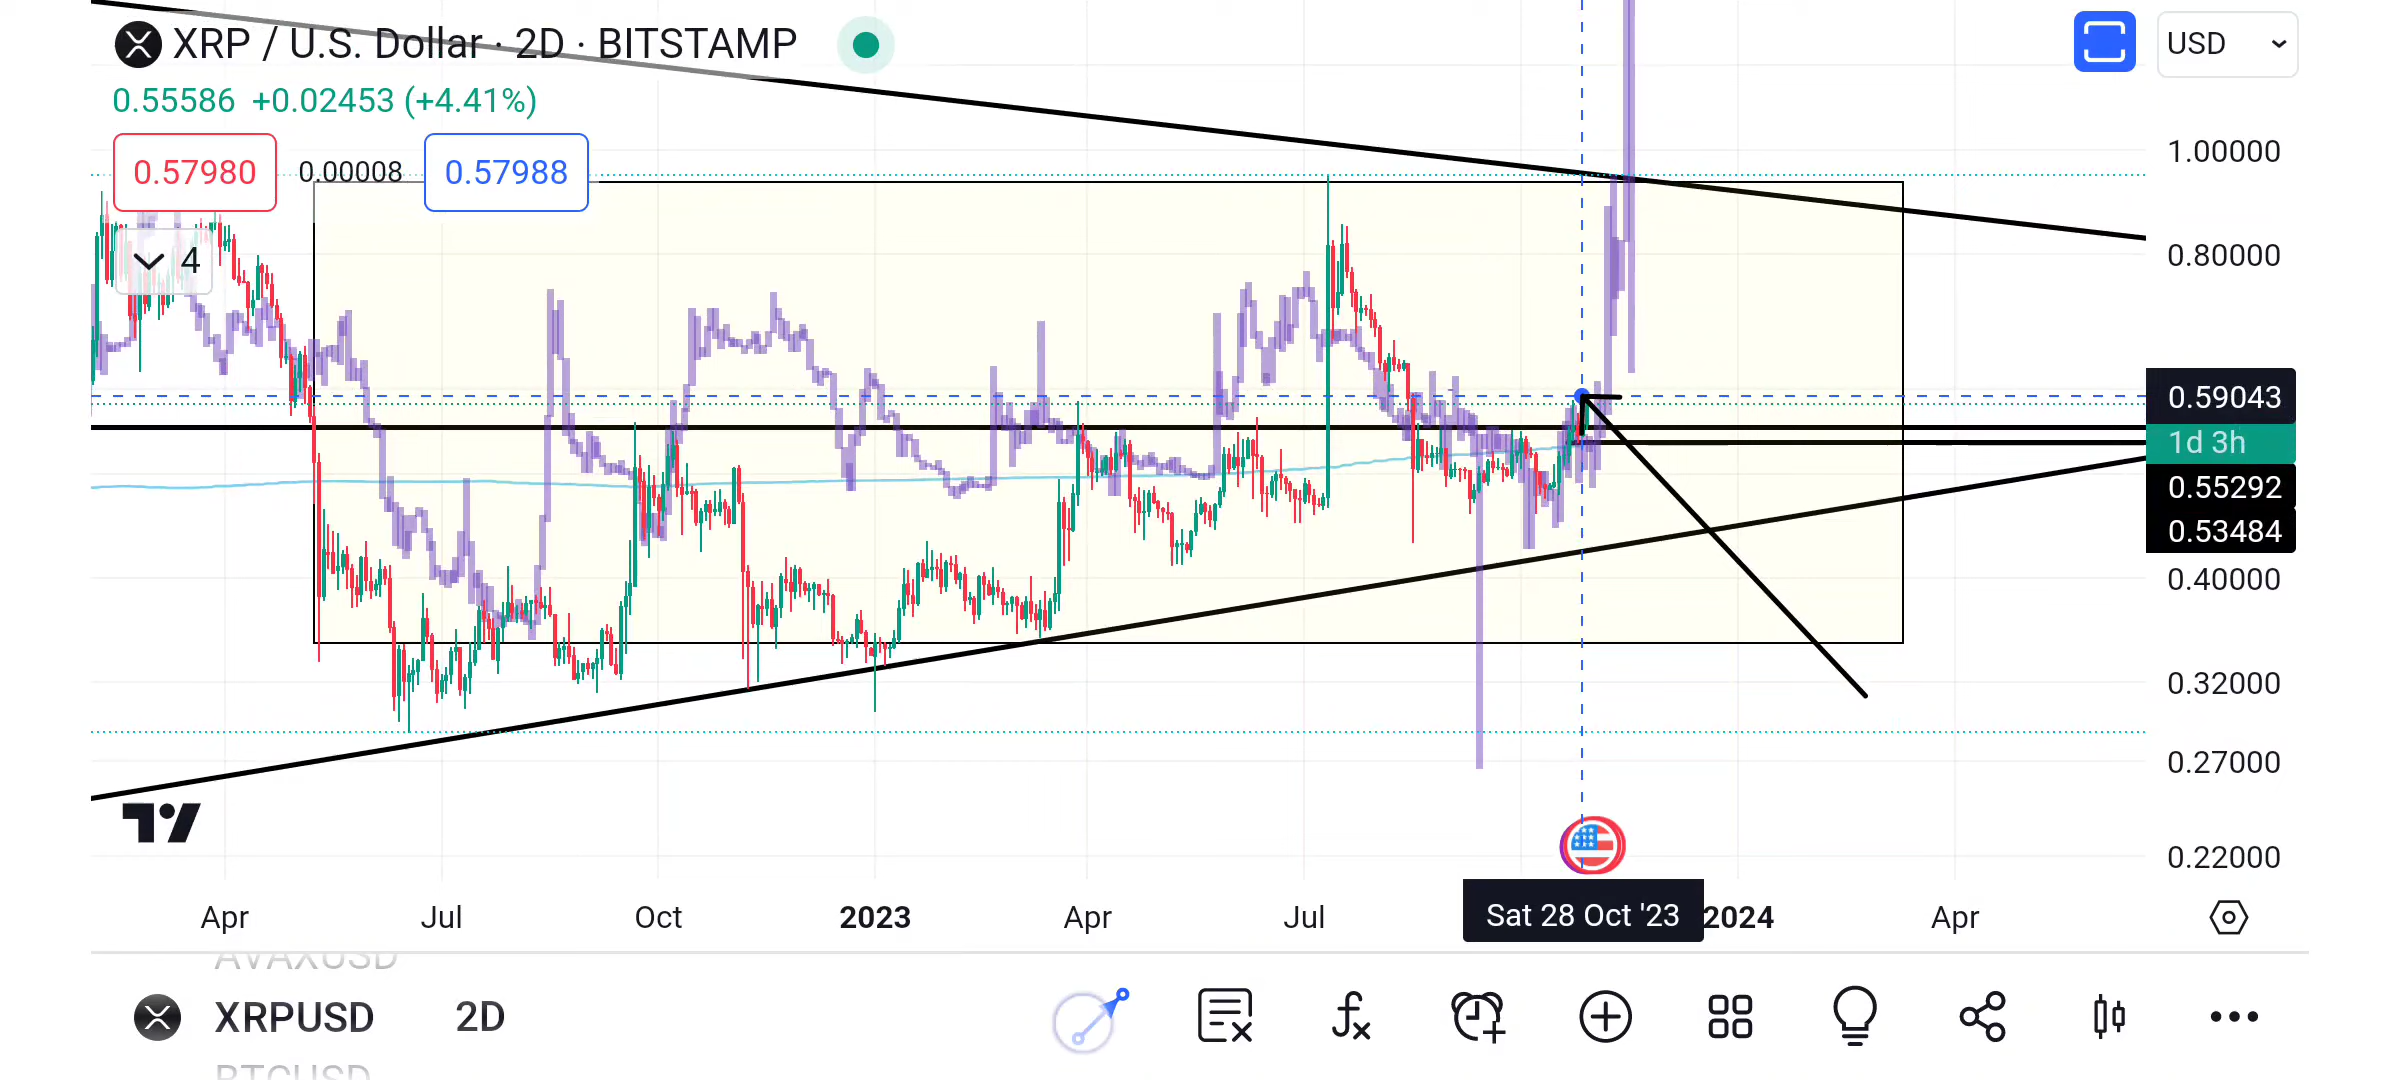 XRP / U.S. Dollar · 2D · BITSTAMP
USD
0.55586 +0.02453 (+4.41%)
0.57980 0.00008 0.57988
4
1.00000
0.80000
0.59043
1d 3h
0.55292
0.53484
0.40000
0.32000
0.27000
0.22000
Apr Jul Oct 2023 Apr Jul Sat 28 Oct '23 2024 Apr
AVAXUSD
XRPUSD 2D
BTCUSD